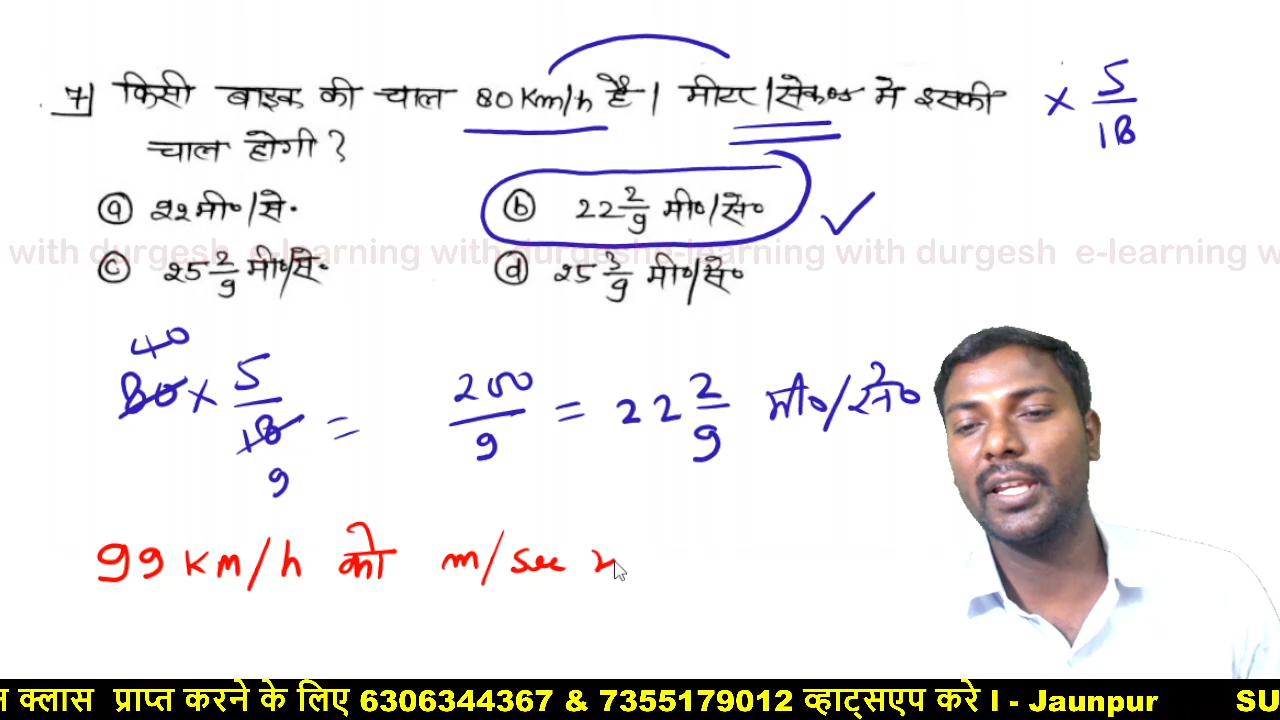 7] किसी बाइक की चाल 80 Km/h है। मीटर/सेकण्ड मे इसकी × 5/18
चाल होगी?
ⓐ 22 मी०/से. ⓑ 22 2/9 मी०/से० ✓
with durgesh e-learning with durgesh e-learning with durgesh e-learning w
ⓒ 25 2/9 मी०/से० ⓓ 25 3/9 मी०/से०
40
80 × 5/18 = 200/9 = 22 2/9 मी०/से०
9
99 Km/h को m/sec
क्लास प्राप्त करने के लिए 6306344367 & 7355179012 व्हाट्सएप करे l - Jaunpur SU